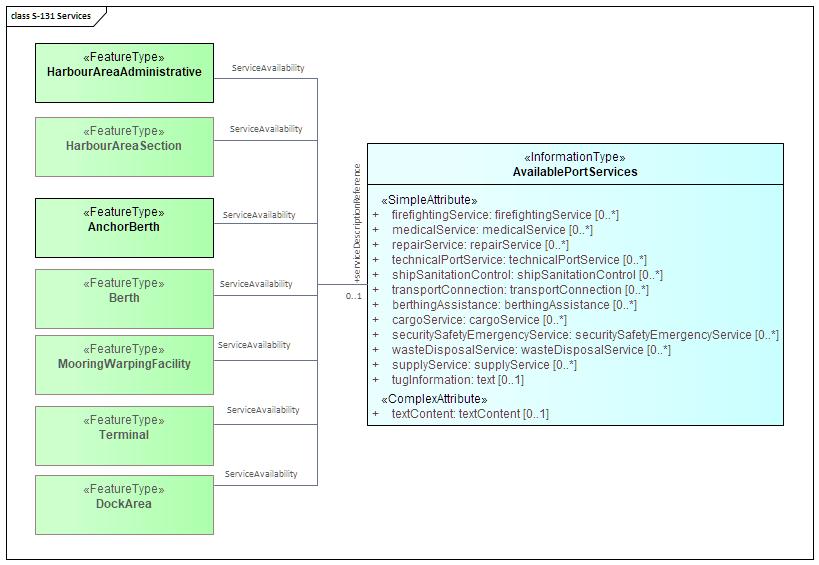 class S-131 Services
«FeatureType»
HarbourAreaAdministrative
ServiceAvailability
«FeatureType»
HarbourAreaSection
ServiceAvailability
«FeatureType»
AnchorBerth
ServiceAvailability
«FeatureType»
Berth
ServiceAvailability
«FeatureType»
MooringWarpingFacility
ServiceAvailability
«FeatureType»
Terminal
ServiceAvailability
«FeatureType»
DockArea
ServiceAvailability
+serviceDescriptionReference
0..1
«InformationType»
AvailablePortServices
«SimpleAttribute»
+ firefightingService: firefightingService [0..*]
+ medicalService: medicalService [0..*]
+ repairService: repairService [0..*]
+ technicalPortService: technicalPortService [0..*]
+ shipSanitationControl: shipSanitationControl [0..*]
+ transportConnection: transportConnection [0..*]
+ berthingAssistance: berthingAssistance [0..*]
+ cargoService: cargoService [0..*]
+ securitySafetyEmergencyService: securitySafetyEmergencyService [0..*]
+ wasteDisposalService: wasteDisposalService [0..*]
+ supplyService: supplyService [0..*]
+ tugInformation: text [0..1]
«ComplexAttribute»
+ textContent: textContent [0..1]